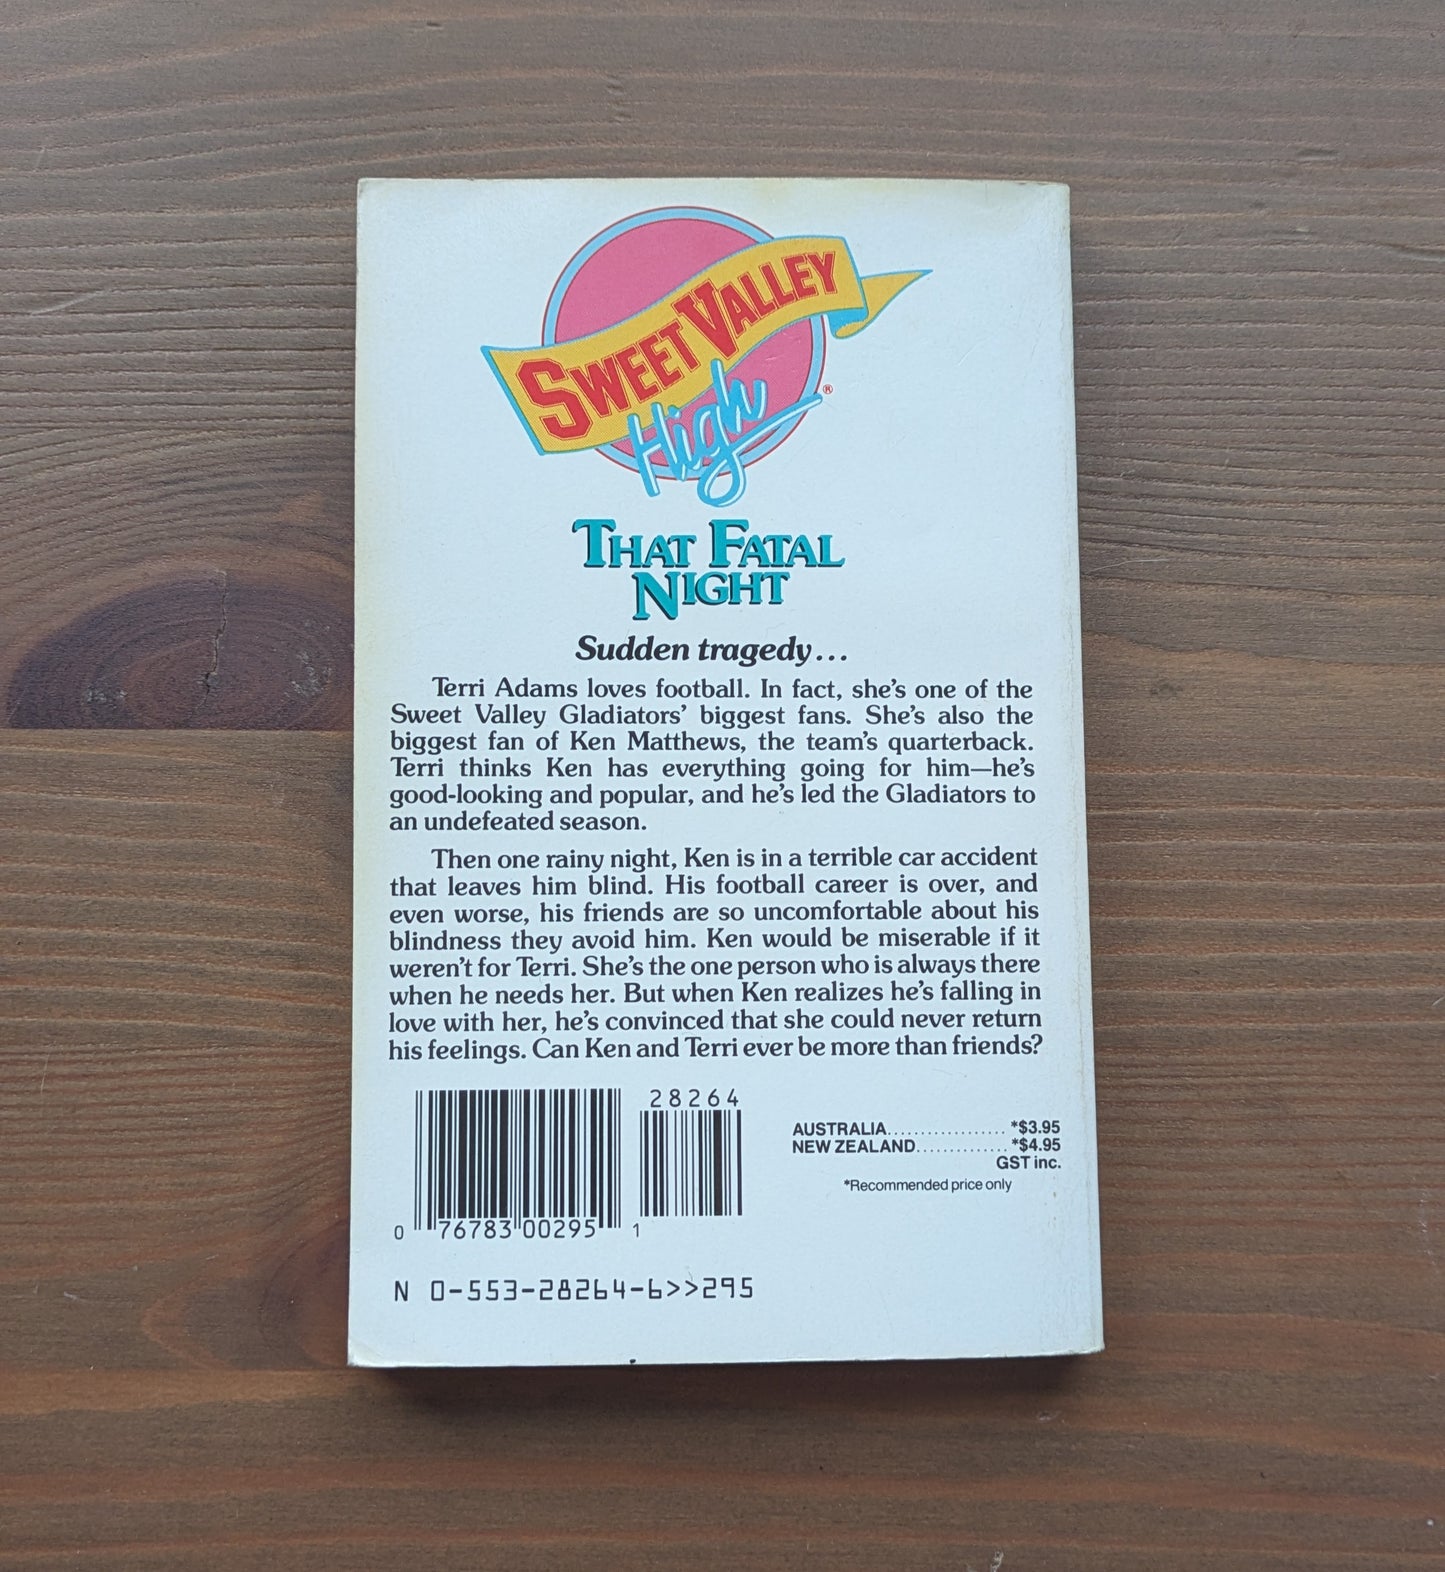 SWEET VALLEY
High
®
THAT FATAL
NIGHT
Sudden tragedy...
Terri Adams loves football. In fact, she's one of the
Sweet Valley Gladiators' biggest fans. She's also the
biggest fan of Ken Matthews, the team's quarterback.
Terri thinks Ken has everything going for him—he's
good-looking and popular, and he's led the Gladiators to
an undefeated season.
Then one rainy night, Ken is in a terrible car accident
that leaves him blind. His football career is over, and
even worse, his friends are so uncomfortable about his
blindness they avoid him. Ken would be miserable if it
weren't for Terri. She's the one person who is always there
when he needs her. But when Ken realizes he's falling in
love with her, he's convinced that she could never return
his feelings. Can Ken and Terri ever be more than friends?
28264
0 76783 00295 1
AUSTRALIA.................. *$3.95
NEW ZEALAND.............. *$4.95
GST inc.
*Recommended price only
N 0-553-28264-6>>295